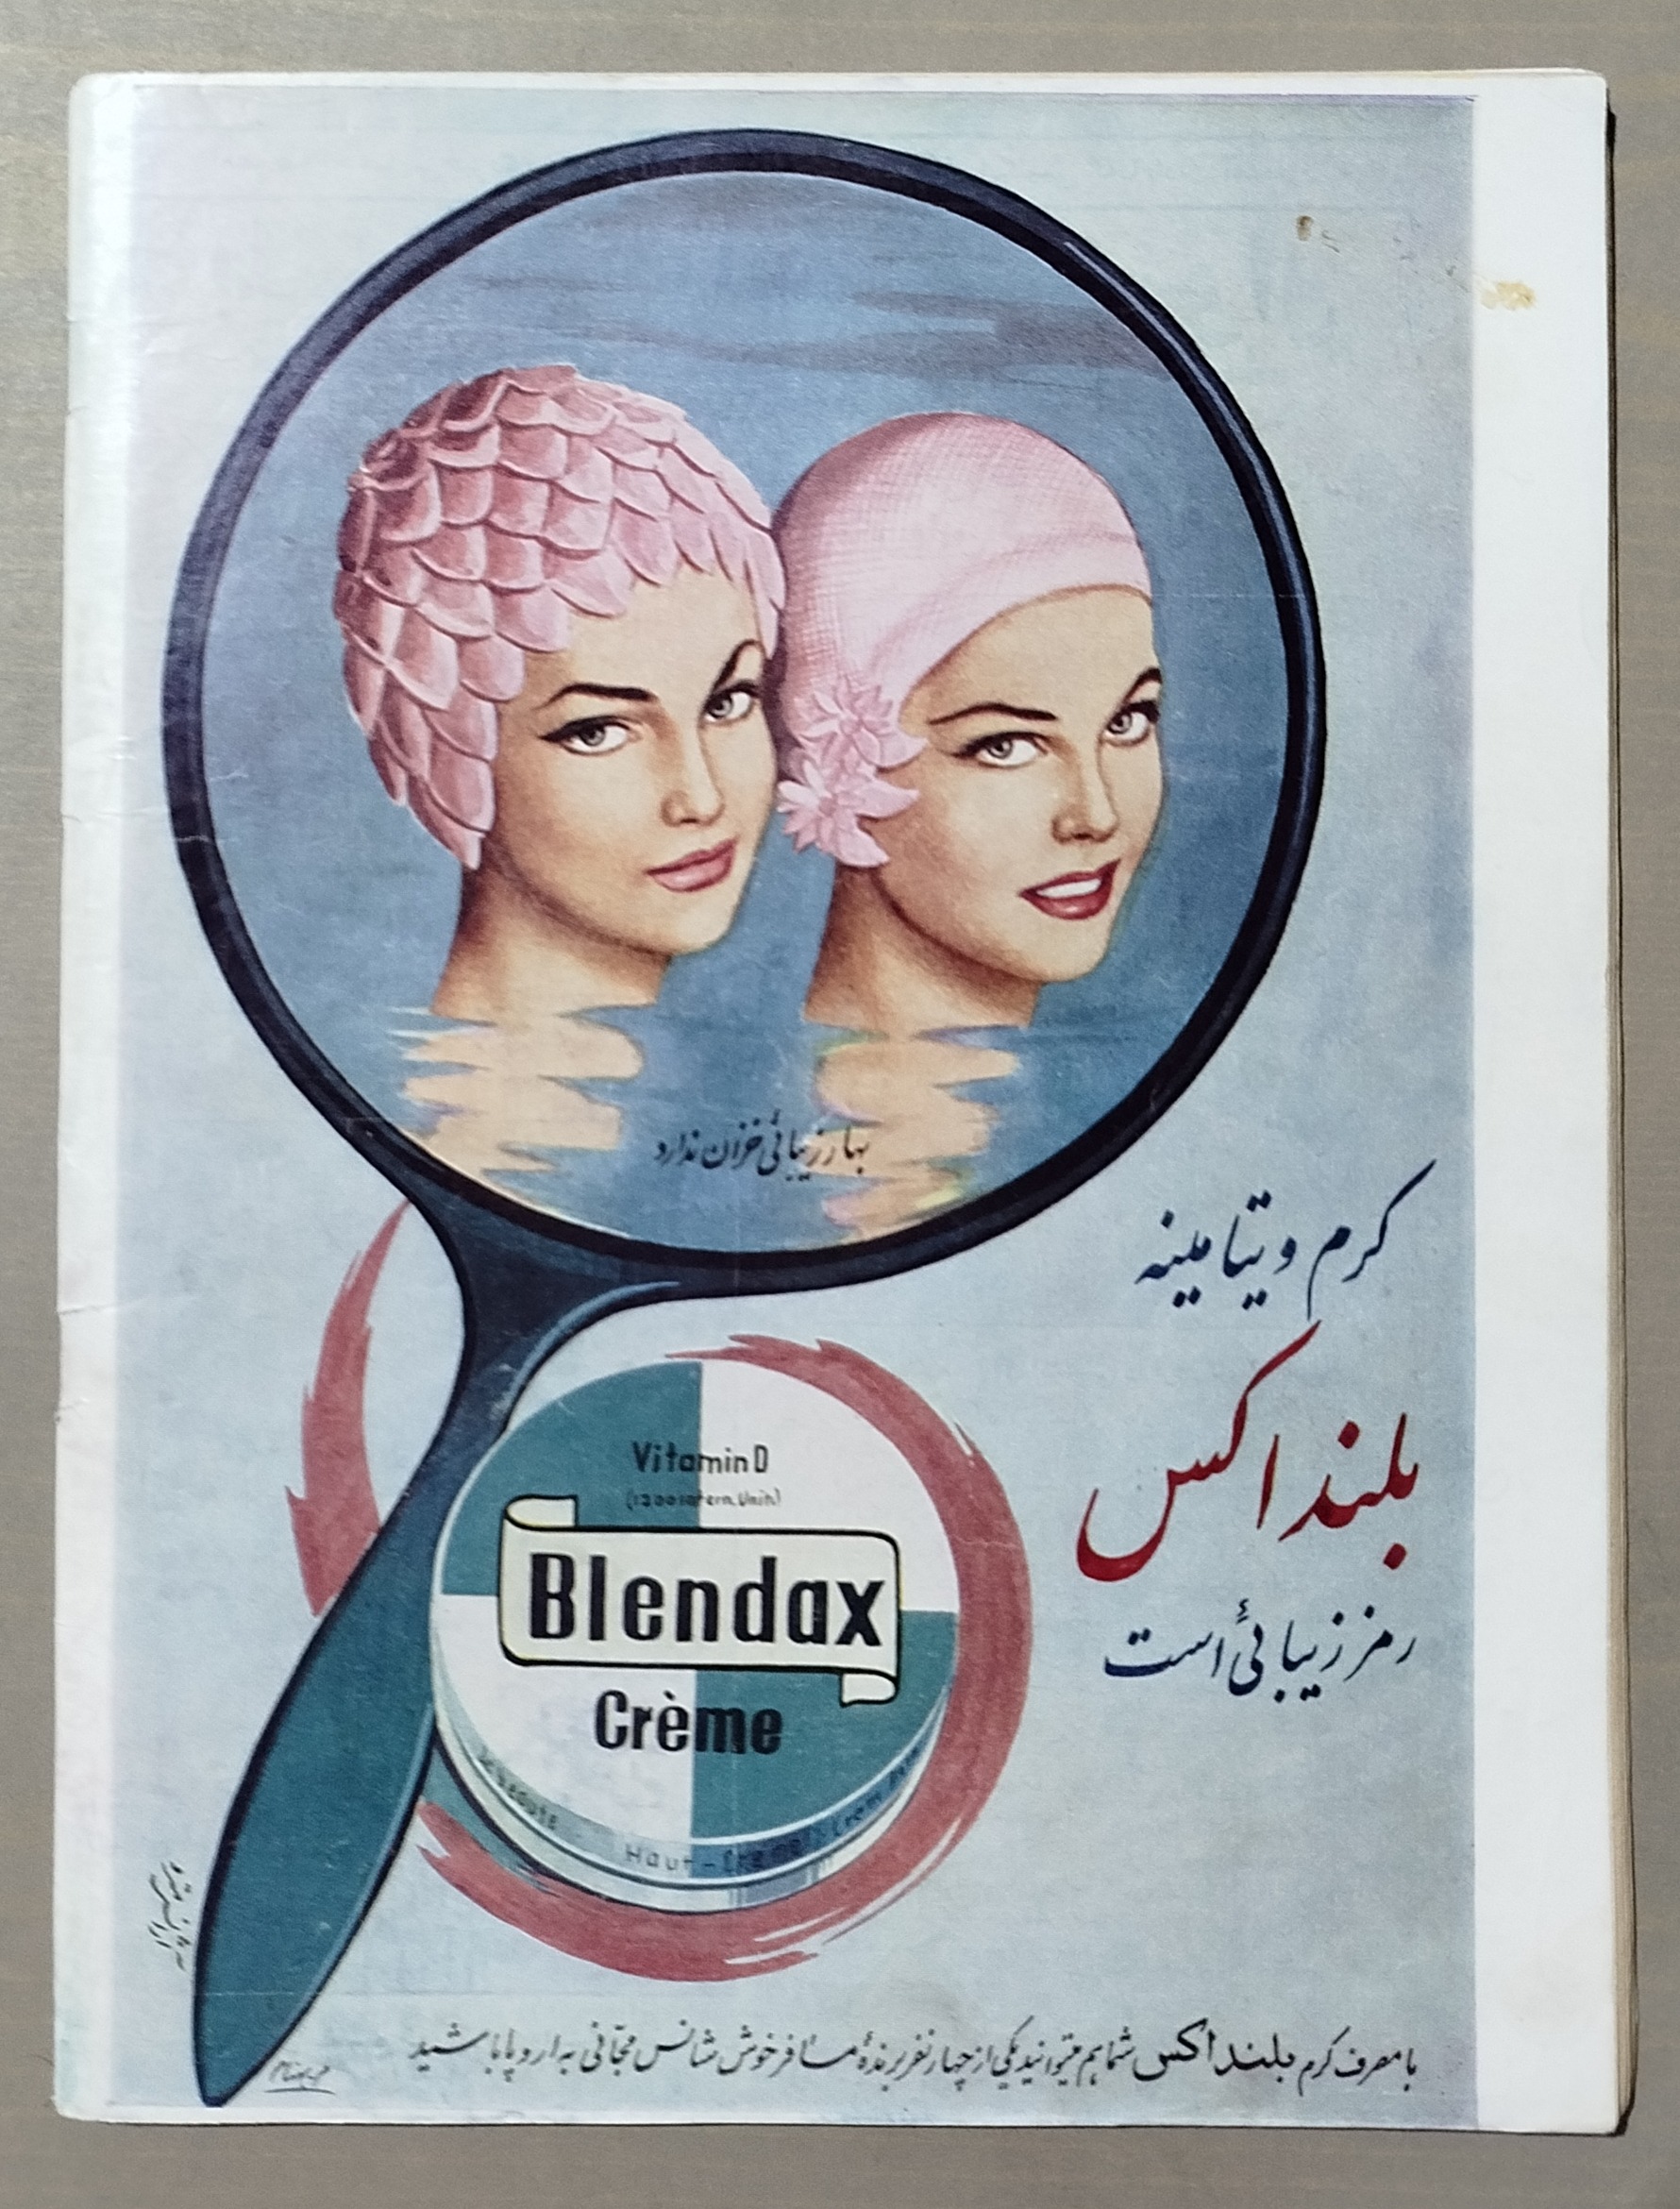 بهار زیبائی خزان ندارد
کرم ویتامینه
بلنداکس
رمز زیبائی است
Vitamin D
Blendax
Crème
Haut-Creme
با مصرف کرم بلنداکس شما هم میتوانید یکی از چهار نفر برندهٔ مسافر خوش شانس مجانی به اروپا باشید